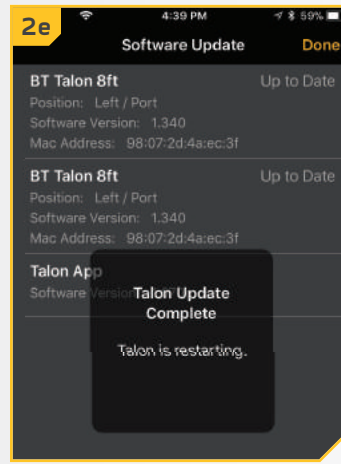 2e
4:39 PM 59%
Software Update Done
BT Talon 8ft Up to Date
Position: Left / Port
Software Version: 1.340
Mac Address: 98:07:2d:4a:ec:3f
BT Talon 8ft Up to Date
Position: Left / Port
Software Version: 1.340
Mac Address: 98:07:2d:4a:ec:3f
Talon App
Software Version
Talon Update
Complete
Talon is restarting.